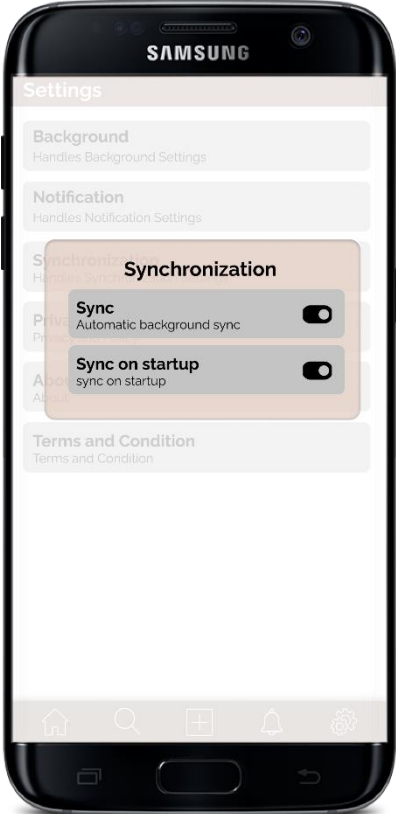 SAMSUNG
Settings
Background
Handles Background Settings
Notification
Handles Notification Settings
Synchronization
Synchronization
Sync
Automatic background sync
Sync on startup
sync on startup
Terms and Condition
Terms and Condition